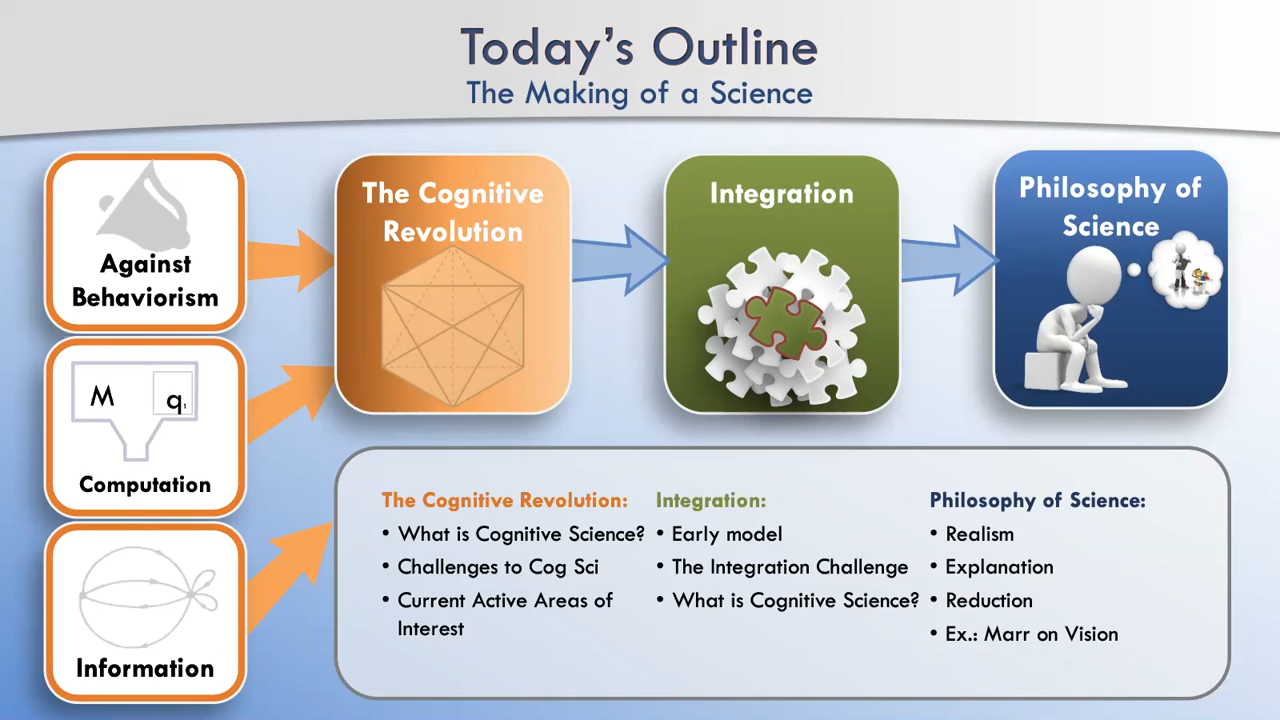 Today's Outline
The Making of a Science
Against
Behaviorism
M
q,
Computation
Information
The Cognitive
Revolution
Integration
Philosophy of
Science
The Cognitive Revolution:
• What is Cognitive Science?
• Challenges to Cog Sci
• Current Active Areas of
Interest
Integration:
• Early model
• The Integration Challenge
• What is Cognitive Science?
Philosophy of Science:
• Realism
• Explanation
• Reduction
• Ex.: Marr on Vision